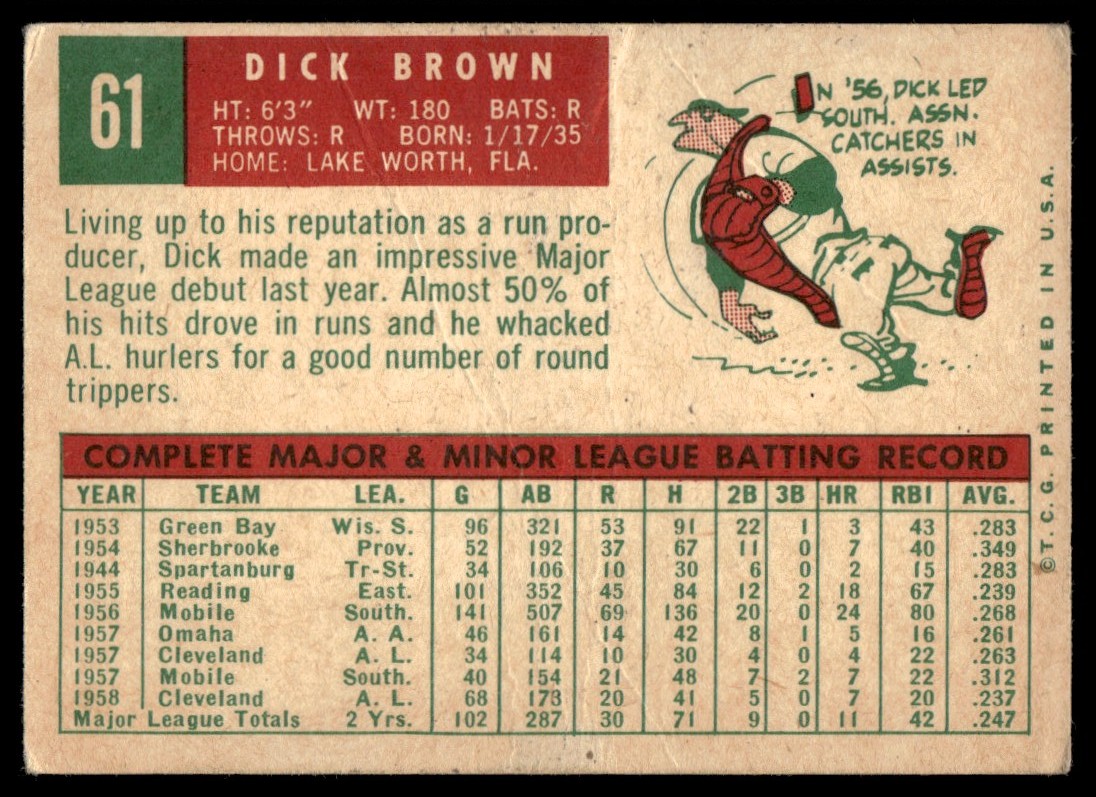 61
DICK BROWN
HT: 6'3" WT: 180 BATS: R
THROWS: R BORN: 1/17/35
HOME: LAKE WORTH, FLA.
IN '56, DICK LED
SOUTH. ASSN.
CATCHERS IN
ASSISTS.
Living up to his reputation as a run pro-
ducer, Dick made an impressive Major
League debut last year. Almost 50% of
his hits drove in runs and he whacked
A.L. hurlers for a good number of round
trippers.
COMPLETE MAJOR & MINOR LEAGUE BATTING RECORD
YEAR TEAM LEA. G AB R H 2B 3B HR RBI AVG.
1953 Green Bay Wis. S. 96 321 53 91 22 1 3 43 .283
1954 Sherbrooke Prov. 52 192 37 67 11 0 7 40 .349
1944 Spartanburg Tr-St. 34 106 10 30 6 0 2 15 .283
1955 Reading East. 101 352 45 84 12 2 18 67 .239
1956 Mobile South. 141 507 69 136 20 0 24 80 .268
1957 Omaha A. A. 46 161 14 42 8 1 5 16 .261
1957 Cleveland A. L. 34 114 10 30 4 0 4 22 .263
1957 Mobile South. 40 154 21 48 7 2 7 22 .312
1958 Cleveland A. L. 68 173 20 41 5 0 7 20 .237
Major League Totals 2 Yrs. 102 287 30 71 9 0 11 42 .247
©T. C. G. PRINTED IN U.S.A.